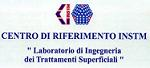 CENTRO DI RIFERIMENTO INSTM
" Laboratorio di Ingegneria
dei Trattamenti Superficiali "